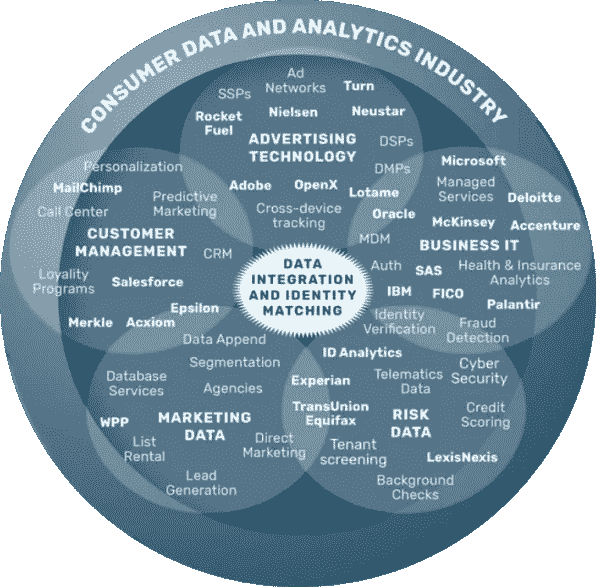 CONSUMER DATA AND ANALYTICS INDUSTRY
Ad
Networks
SSPs
Turn
Rocket
Fuel
Nielsen
Neustar
ADVERTISING
TECHNOLOGY
DSPs
DMPs
Adobe
OpenX
Lotame
Cross-device
tracking
Oracle
MDM
Personalization
MailChimp
Call Center
Predictive
Marketing
CUSTOMER
MANAGEMENT
CRM
Loyality
Programs
Salesforce
Epsilon
Merkle
Acxiom
Microsoft
Managed
Services
Deloitte
McKinsey
Accenture
BUSINESS IT
Auth
SAS
Health & Insurance
Analytics
IBM
FICO
Palantir
DATA
INTEGRATION
AND IDENTITY
MATCHING
Identity
Verification
Fraud
Detection
Data Append
Segmentation
Database
Services
Agencies
WPP
MARKETING
DATA
List
Rental
Direct
Marketing
Lead
Generation
ID Analytics
Experian
Telematics
Data
Cyber
Security
TransUnion
Equifax
RISK
DATA
Credit
Scoring
Tenant
screening
LexisNexis
Background
Checks